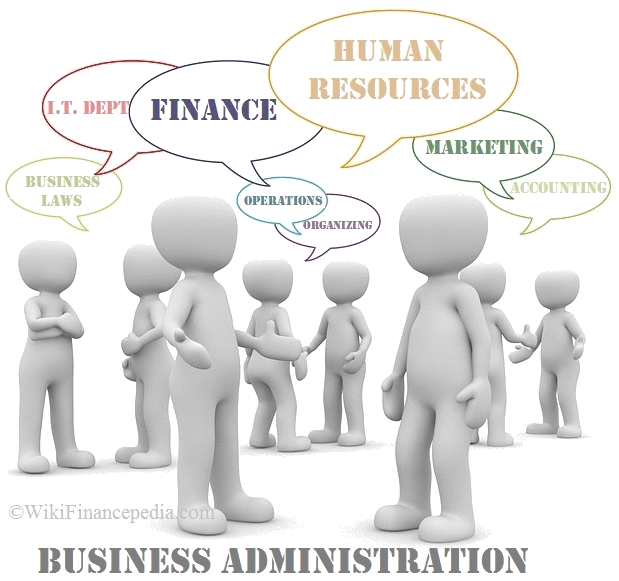 HUMAN
RESOURCES
I.T. DEPT
FINANCE
MARKETING
BUSINESS
LAWS
OPERATIONS
ACCOUNTING
ORGANIZING
©WikiFinancepedia.com
BUSINESS ADMINISTRATION